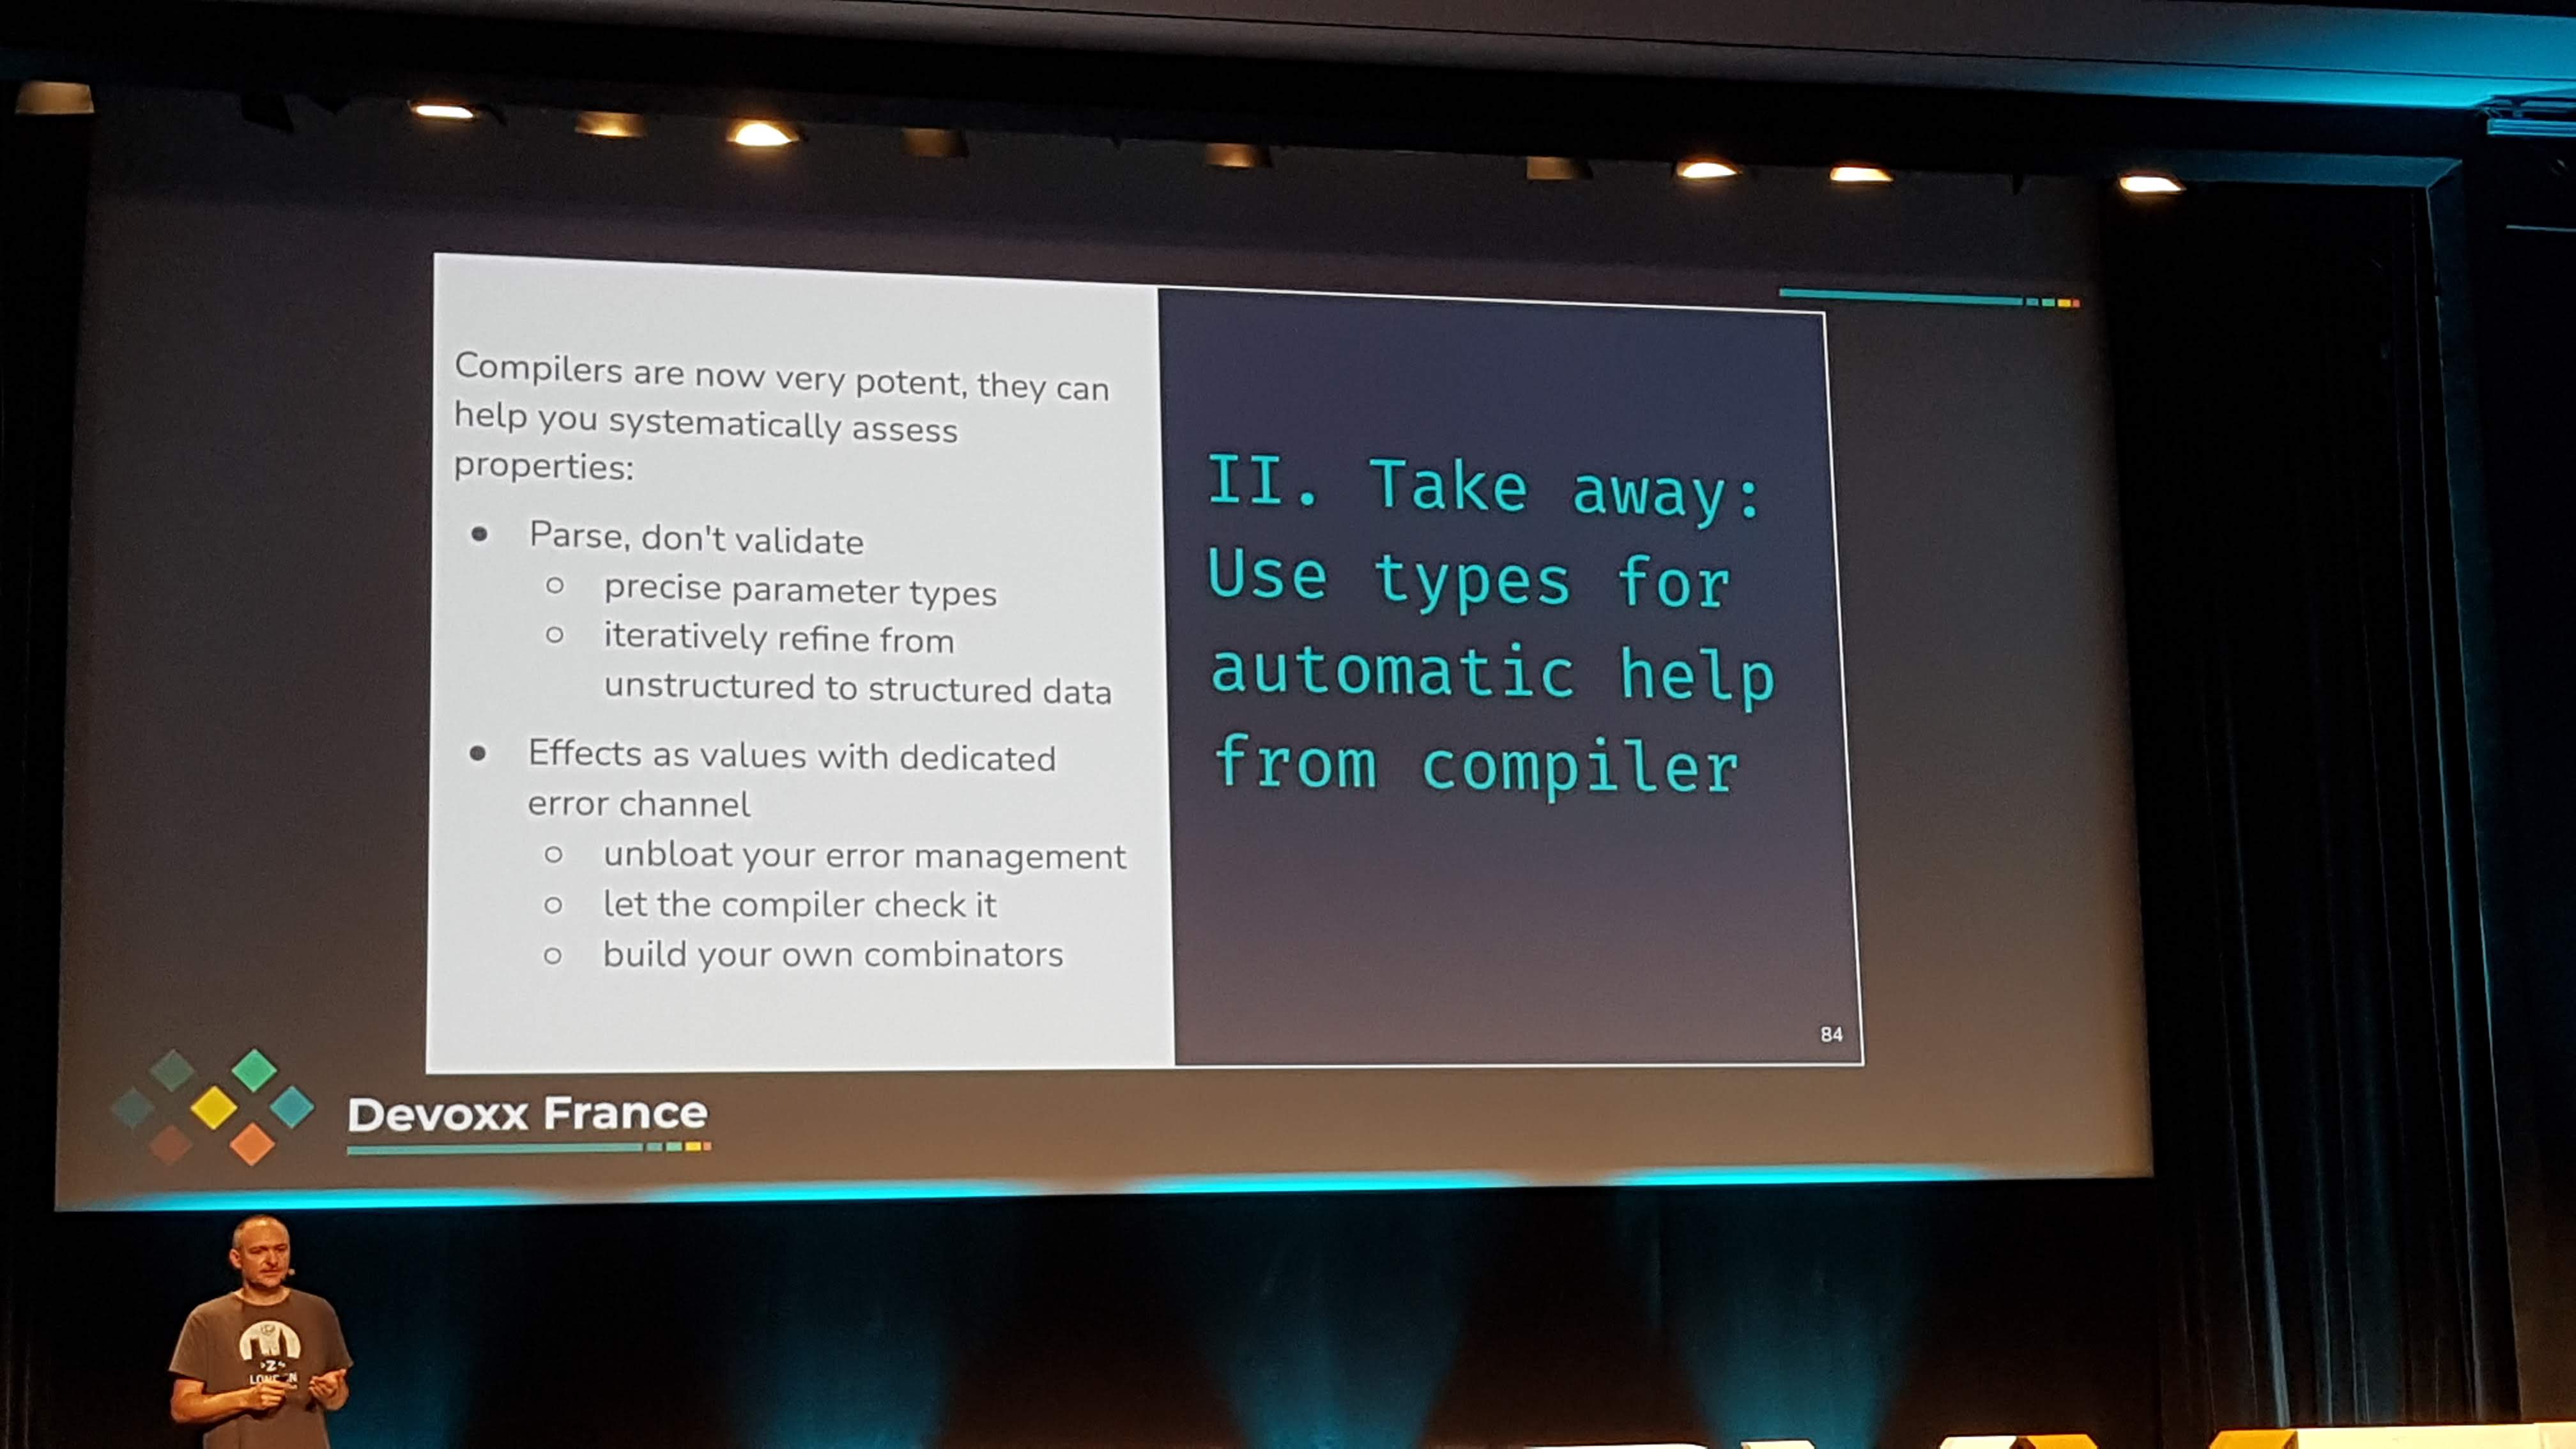 Compilers are now very potent, they can
help you systematically assess
properties:
● Parse, don't validate
○ precise parameter types
○ iteratively refine from
unstructured to structured data
● Effects as values with dedicated
error channel
○ unbloat your error management
○ let the compiler check it
○ build your own combinators
II. Take away:
Use types for
automatic help
from compiler
84
Devoxx France